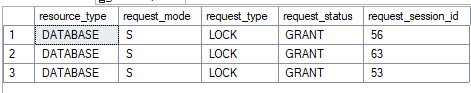 resource_type request_mode request_type request_status request_session_id
1 DATABASE S LOCK GRANT 56
2 DATABASE S LOCK GRANT 63
3 DATABASE S LOCK GRANT 53